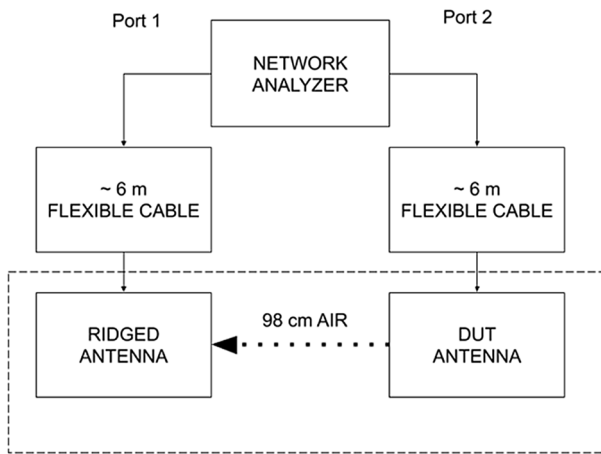 Port 1
Port 2
NETWORK
ANALYZER
~ 6 m
FLEXIBLE CABLE
~ 6 m
FLEXIBLE CABLE
RIDGED
ANTENNA
98 cm AIR
DUT
ANTENNA